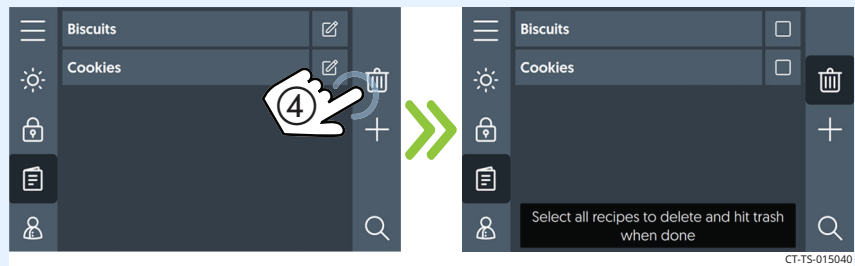 Biscuits
Cookies
④
Biscuits
Cookies
Select all recipes to delete and hit trash
when done
CT-TS-015040